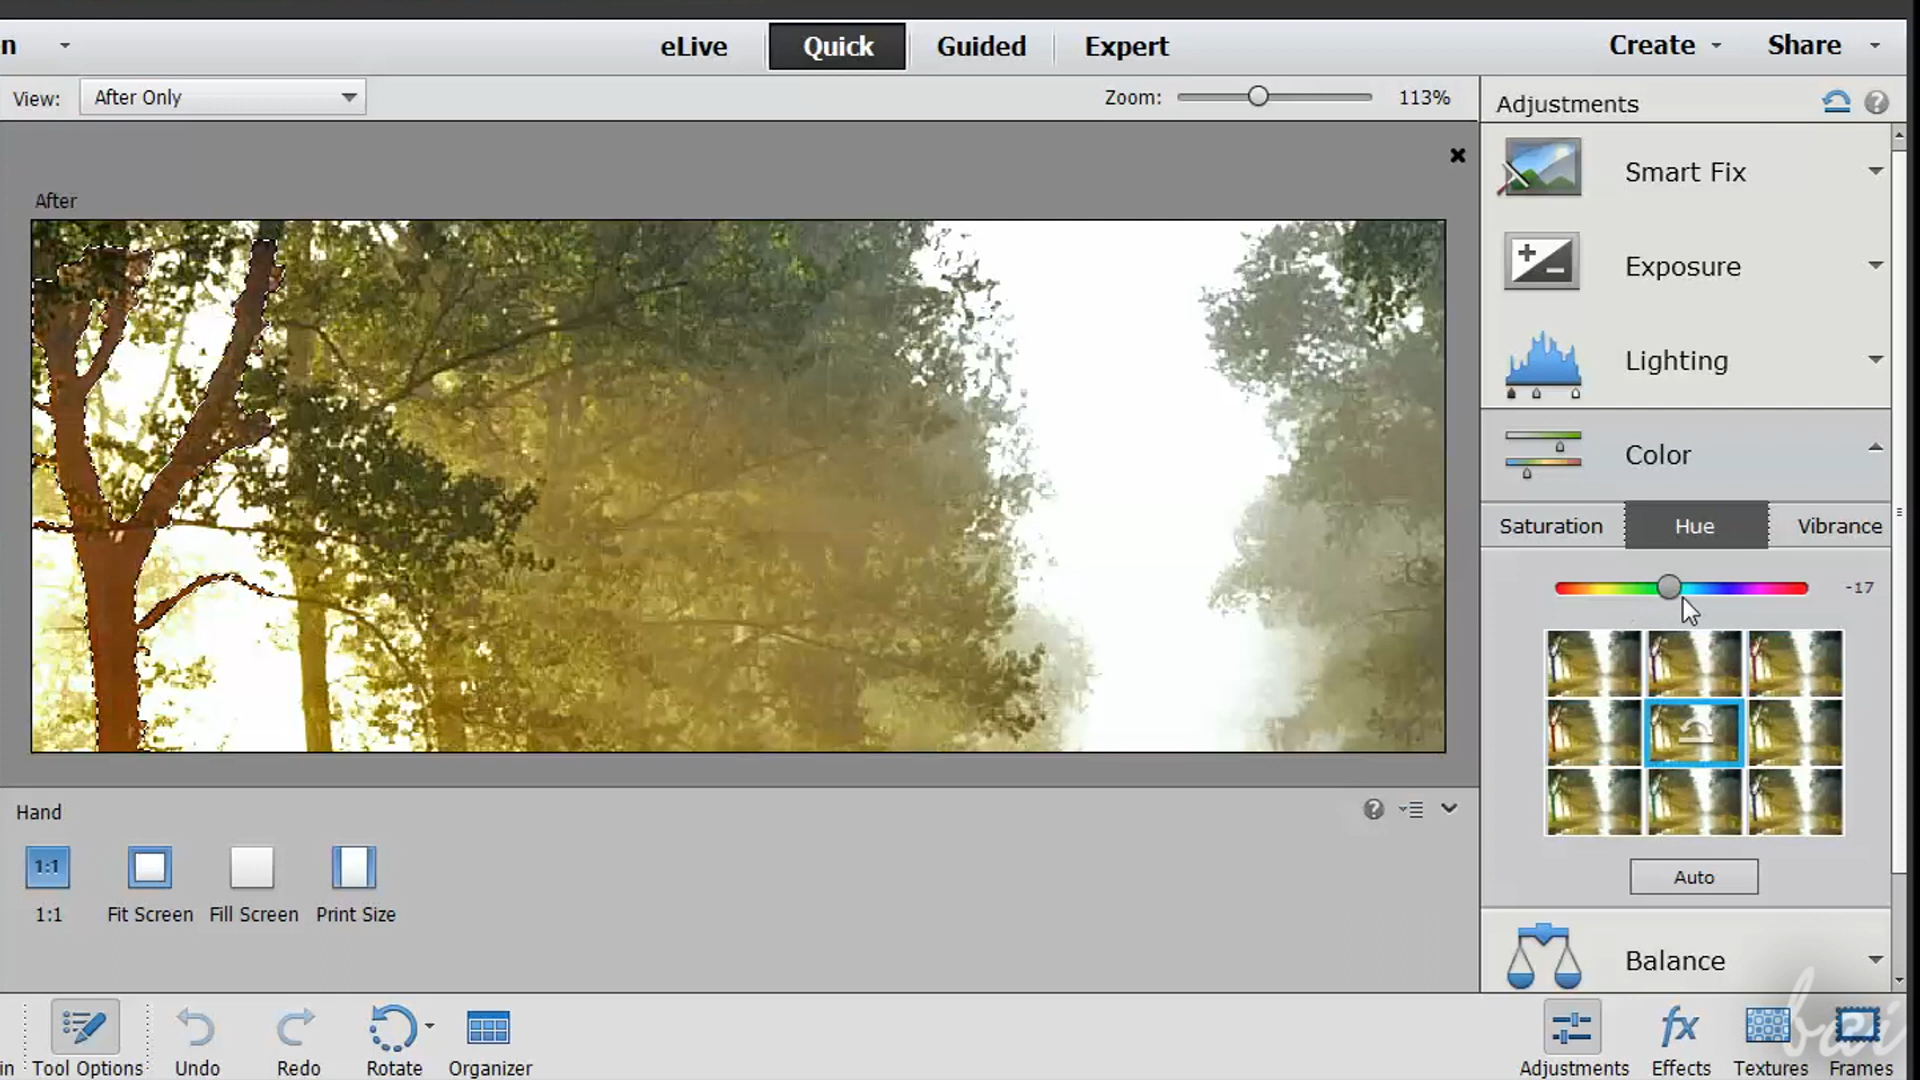 n
eLive
Quick
Guided
Expert
Create
Share
View:
After Only
Zoom:
113%
Adjustments
After
Smart Fix
Exposure
Lighting
Color
Saturation
Hue
Vibrance
-17
Auto
Balance
Hand
1:1
1:1
Fit Screen
Fill Screen
Print Size
in
Tool Options
Undo
Redo
Rotate
Organizer
fx
Adjustments
Effects
Textures
Frames